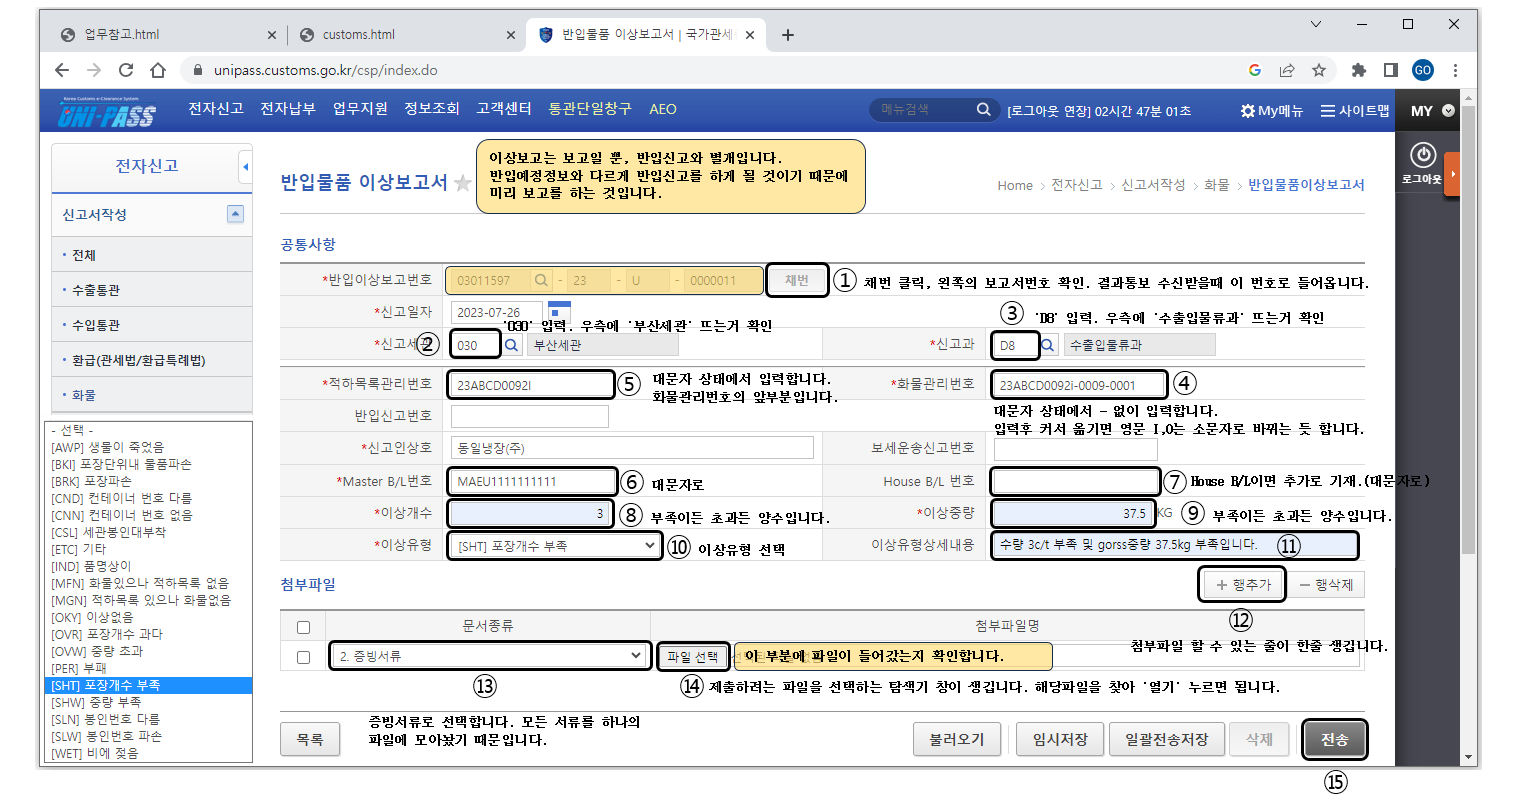 업무참고.html
customs.html
반입물품 이상보고서 | 국가관세
unipass.customs.go.kr/csp/index.do
GO
Korea Customs e-Clearance System
UNI-PASS
전자신고 전자납부 업무지원 정보조회 고객센터 통관단일창구 AEO
메뉴검색
[로그아웃 연장] 02시간 47분 01초
My메뉴
사이트맵
MY
로그아웃
전자신고
신고서작성
· 전체
· 수출통관
· 수입통관
· 환급(관세법/환급특례법)
· 화물
- 선택 -
[AWP] 생물이 죽었음
[BKI] 포장단위내 물품파손
[BRK] 포장파손
[CND] 컨테이너 번호 다름
[CNN] 컨테이너 번호 없음
[CSL] 세관봉인대부착
[ETC] 기타
[IND] 품명상이
[MFN] 화물있으나 적하목록 없음
[MGN] 적하목록 있으나 화물없음
[OKY] 이상없음
[OVR] 포장개수 과다
[OVW] 중량 초과
[PER] 부패
[SHT] 포장개수 부족
[SHW] 중량 부족
[SLN] 봉인번호 다름
[SLW] 봉인번호 파손
[WET] 비에 젖음
반입물품 이상보고서
이상보고는 보고일 뿐, 반입신고와 별개입니다.
반입예정정보와 다르게 반입신고를 하게 될 것이기 때문에
미리 보고를 하는 것입니다.
Home > 전자신고 > 신고서작성 > 화물 > 반입물품이상보고서
공통사항
*반입이상보고번호 03011597 - 23 - U - 0000011 채번
① 채번 클릭, 왼쪽의 보고서번호 확인. 결과통보 수신받을때 이 번호로 들어옵니다.
*신고일자 2023-07-26
'030' 입력. 우측에 '부산세관' 뜨는거 확인
③ 'D8' 입력. 우측에 '수출입물류과' 뜨는거 확인
*신고세관 ② 030 부산세관
*신고과 D8 수출입물류과
*적하목록관리번호 23ABCD0092I
⑤ 대문자 상태에서 입력합니다.
화물관리번호의 앞부분입니다.
*화물관리번호 23ABCD0092i-0009-0001 ④
반입신고번호
대문자 상태에서 - 없이 입력합니다.
입력후 커서 옮기면 영문 I,O는 소문자로 바뀌는 듯 합니다.
*신고인상호 동일냉장(주)
보세운송신고번호
*Master B/L번호 MAEU1111111111 ⑥ 대문자로
House B/L 번호 ⑦ House B/L이면 추가로 기재.(대문자로)
*이상개수 3 ⑧ 부족이든 초과든 양수입니다.
*이상중량 37.5 KG ⑨ 부족이든 초과든 양수입니다.
*이상유형 [SHT] 포장개수 부족 ⑩ 이상유형 선택
이상유형상세내용 수량 3c/t 부족 및 gorss중량 37.5kg 부족입니다. ⑪
첨부파일
+ 행추가 - 행삭제
⑫
첨부파일 할 수 있는 줄이 한줄 생깁니다.
문서종류 첨부파일명
2. 증빙서류 파일 선택 이 부분에 파일이 들어갔는지 확인합니다.
⑬
⑭ 제출하려는 파일을 선택하는 탐색기 창이 생깁니다. 해당파일을 찾아 '열기' 누르면 됩니다.
증빙서류로 선택합니다. 모든 서류를 하나의
파일에 모아놨기 때문입니다.
목록
불러오기 임시저장 일괄전송저장 삭제 전송
⑮